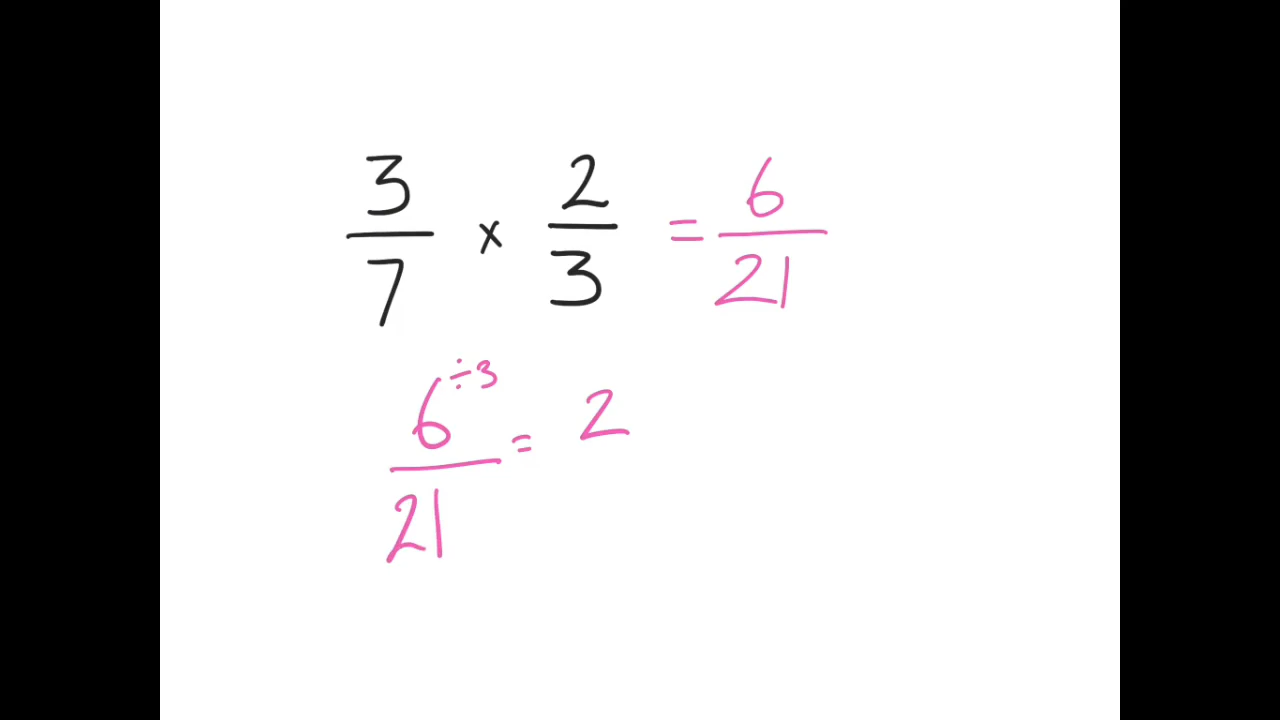 3/7 x 2/3 = 6/21
6÷3/21 = 2